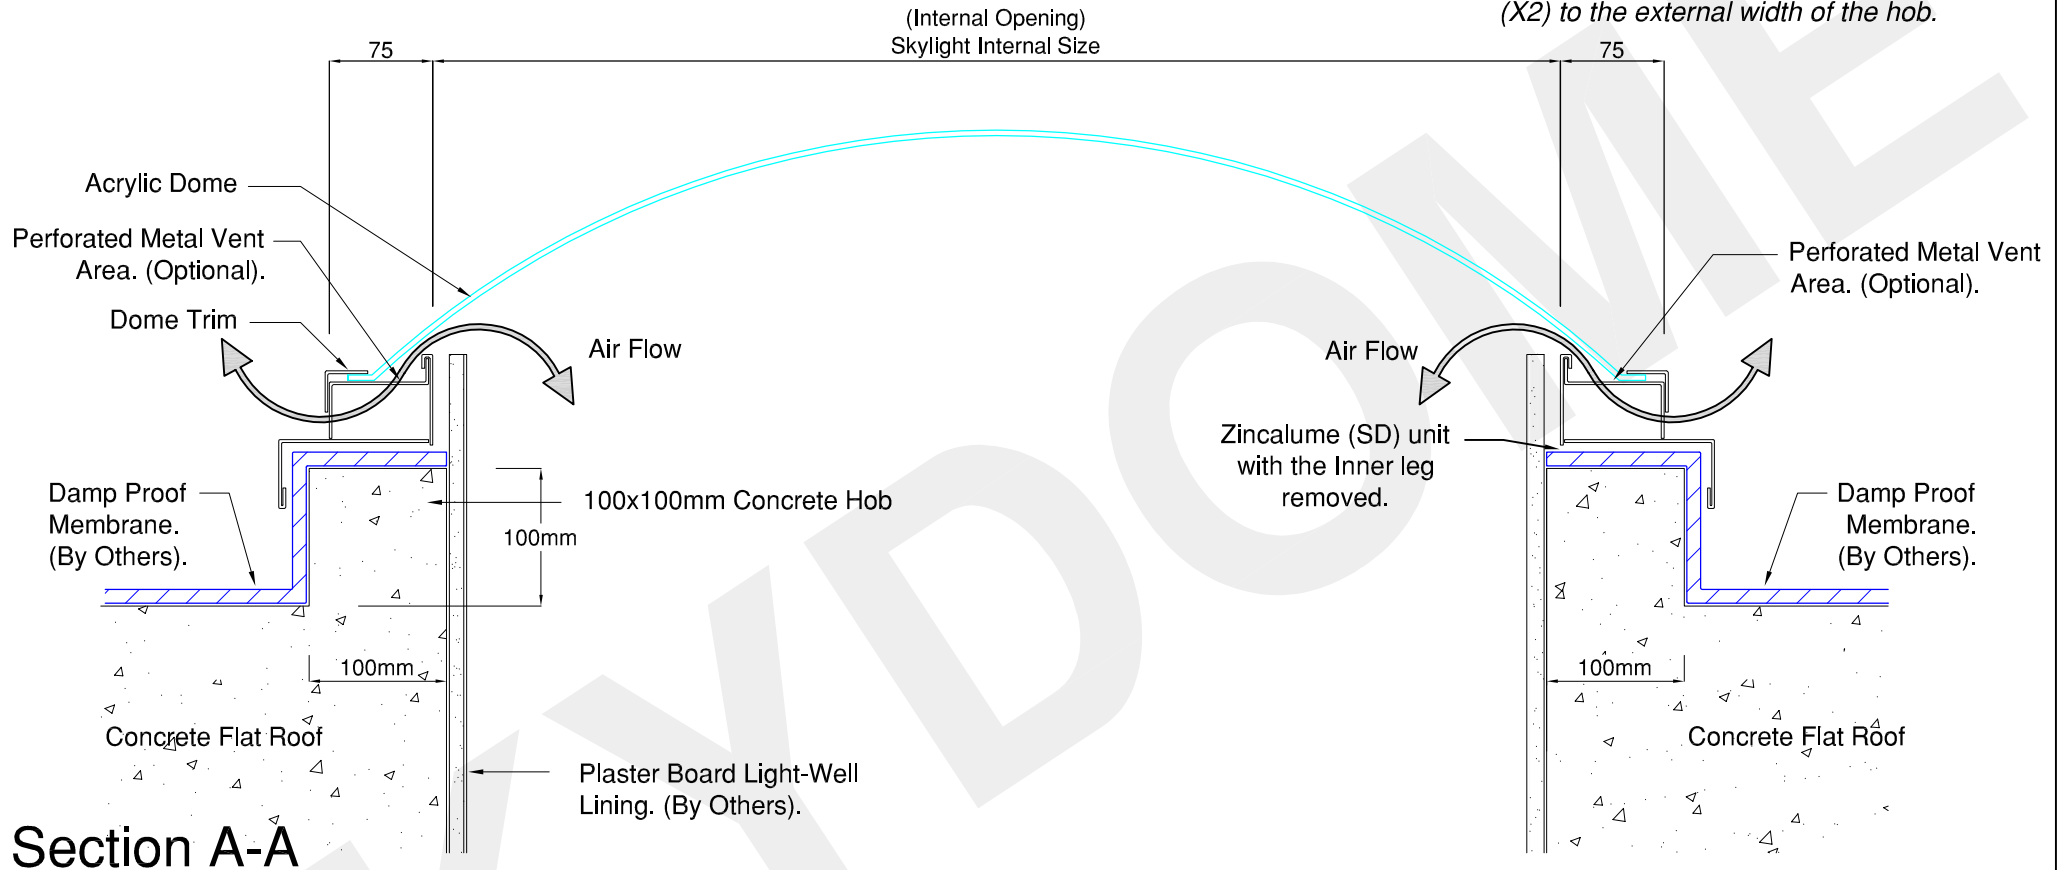 (Internal Opening)
Skylight Internal Size
(X2) to the external width of the hob.
75
75
Acrylic Dome
Perforated Metal Vent
Area. (Optional).
Dome Trim
Air Flow
Air Flow
Perforated Metal Vent
Area. (Optional).
Zincalume (SD) unit
with the Inner leg
removed.
Damp Proof
Membrane.
(By Others).
100x100mm Concrete Hob
100mm
Damp Proof
Membrane.
(By Others).
100mm
100mm
Concrete Flat Roof
Concrete Flat Roof
Plaster Board Light-Well
Lining. (By Others).
Section A-A
KYDOME